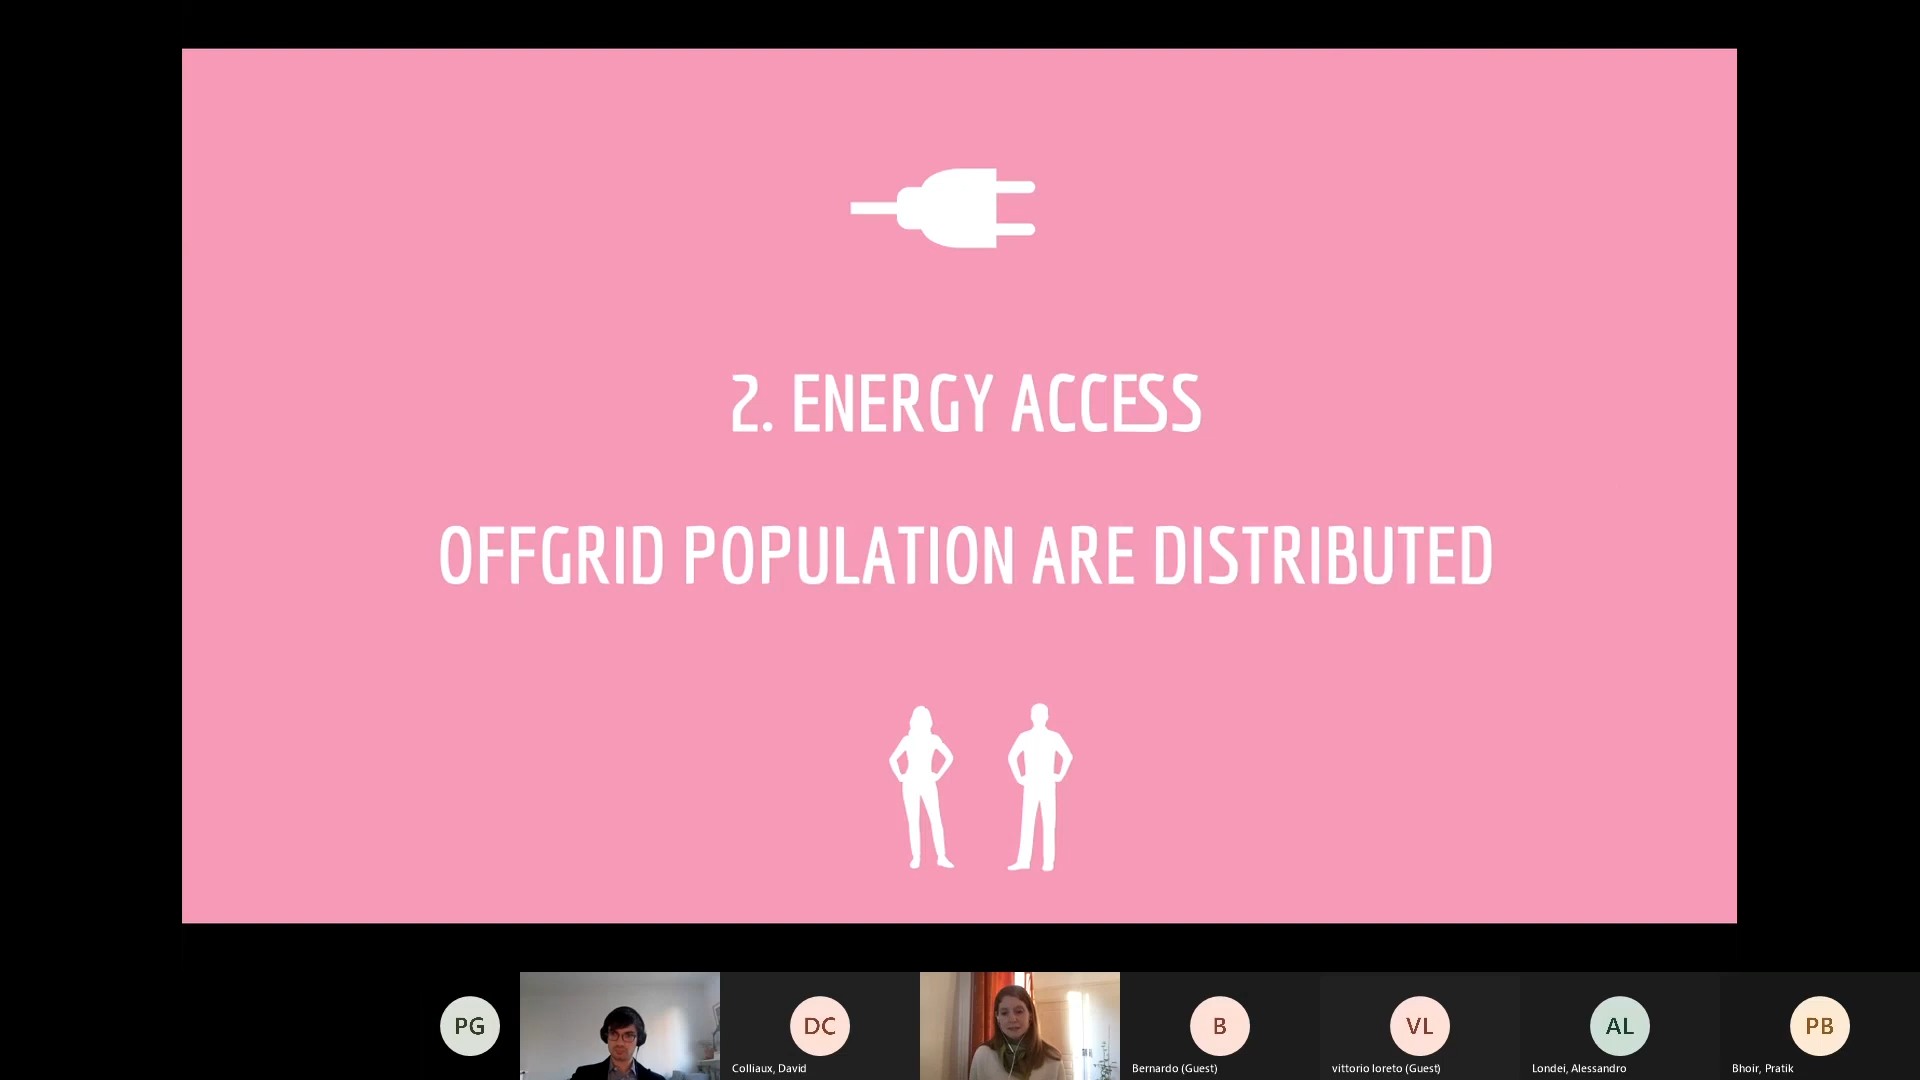 2. ENERGY ACCESS
OFFGRID POPULATION ARE DISTRIBUTED
PG
DC
B
VL
AL
PB
Colliaux, David
Bernardo (Guest)
vittorio loreto (Guest)
Londei, Alessandro
Bhoir, Pratik